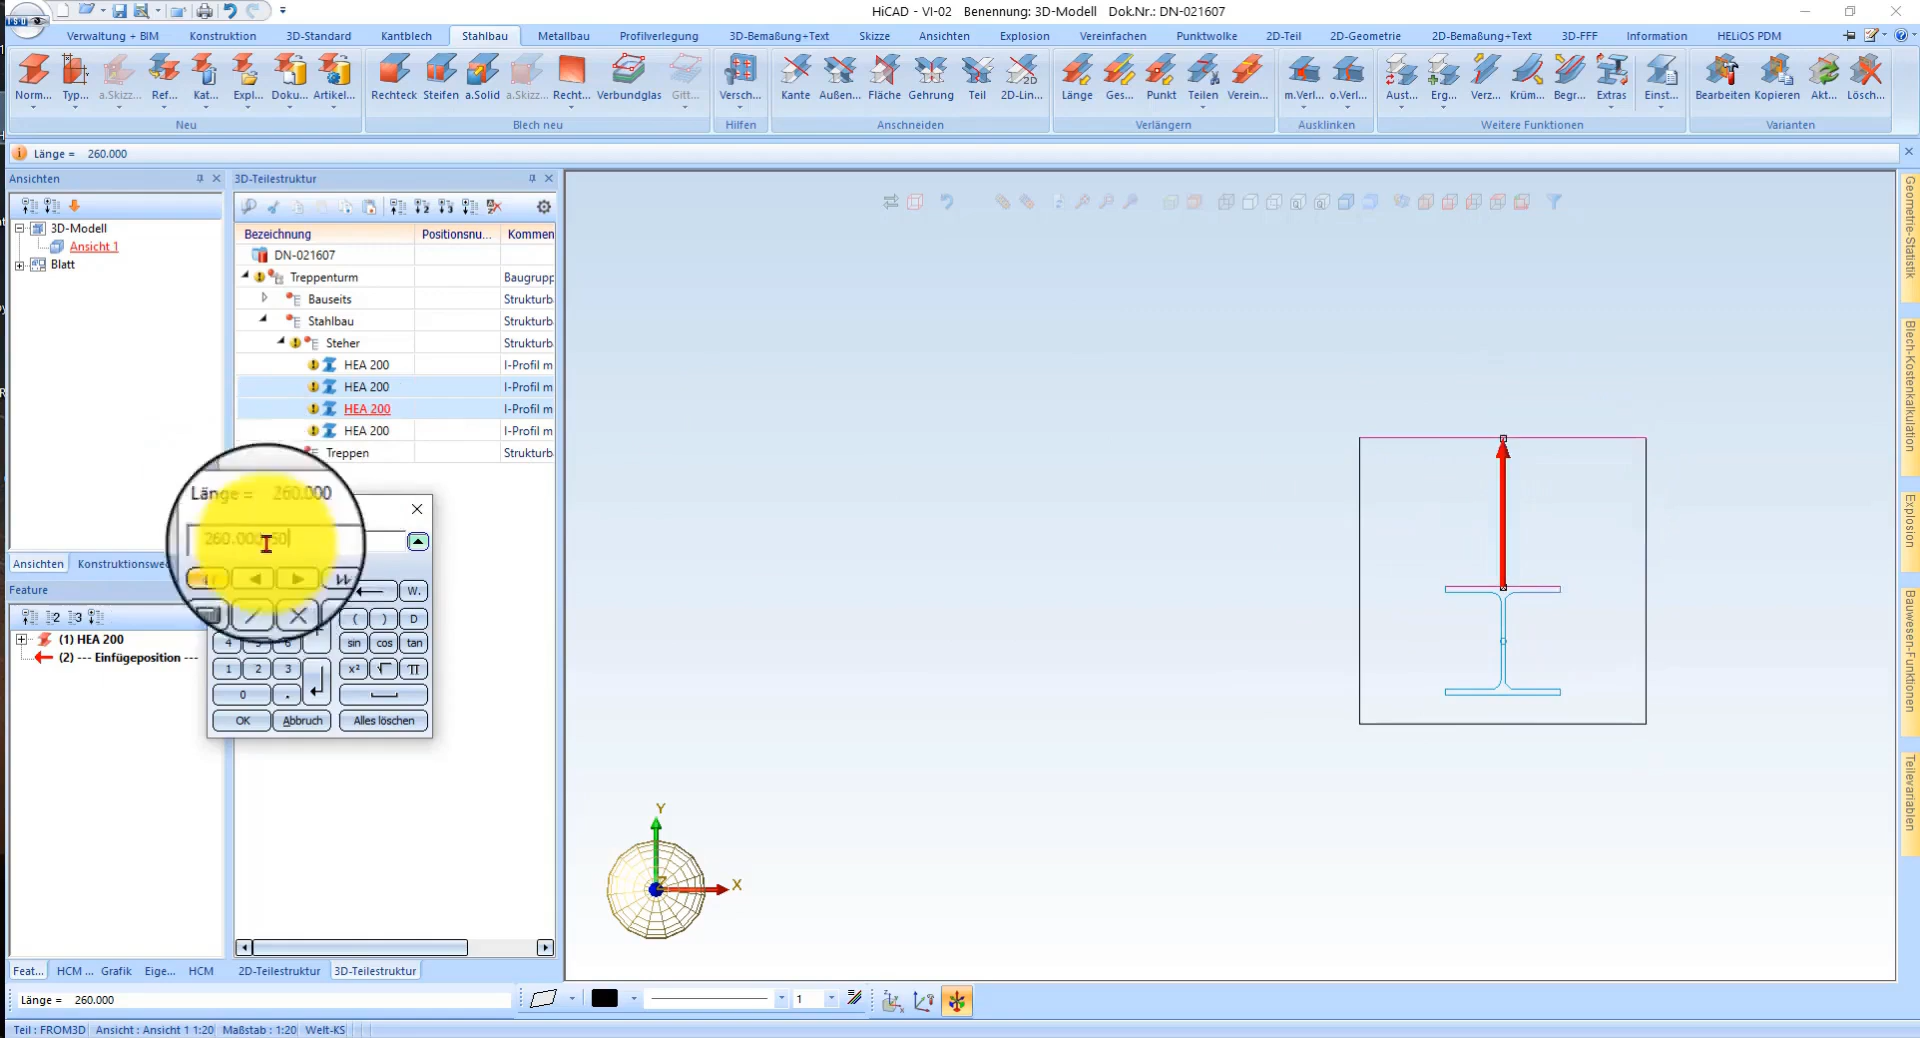 HiCAD - VI-02 Benennung: 3D-Modell Dok.Nr.: DN-021607
ISD
Verwaltung + BIM Konstruktion 3D-Standard Kantblech Stahlbau Metallbau Profilverlegung 3D-Bemaßung+Text Skizze Ansichten Explosion Vereinfachen Punktwolke 2D-Teil 2D-Geometrie 2D-Bemaßung+Text 3D-FFF Information HELiOS PDM
Norm... Typ... a.Skizz... Ref... Kat... Expl... Doku... Artikel... Rechteck Steifen a.Solid a.Skizz... Recht... Verbundglas Gitt... Versch... Kante Außen... Fläche Gehrung Teil 2D-Lin... Länge Ges... Punkt Teilen Verein... m.Verl... o.Verl... Aust... Erg... Verz... Krüm... Begr... Extras Einst... Bearbeiten Kopieren Akt... Lösch...
Neu Blech neu Hilfen Anschneiden Verlängern Ausklinken Weitere Funktionen Varianten
Länge = 260.000
Ansichten
3D-Modell
Ansicht 1
Blatt
Ansichten Konstruktionswe
Feature
(1) HEA 200
(2) --- Einfügeposition ---
Feat... HCM ... Grafik Eige... HCM
3D-Teilestruktur
Bezeichnung Positionsnu... Kommen
DN-021607
Treppenturm Baugrupp
Bauseits Strukturb
Stahlbau Strukturb
Steher Strukturb
HEA 200 I-Profil m
HEA 200 I-Profil m
HEA 200 I-Profil m
HEA 200 I-Profil m
Treppen Strukturb
2D-Teilestruktur 3D-Teilestruktur
Länge = 260.000
W.
( ) D
4 5 6 sin cos tan
1 2 3 x² √ π
0 .
OK Abbruch Alles löschen
Y
X
Z
Geometrie-Statistik
Blech-Kostenkalkulation
Explosion
Bauwesen-Funktionen
Teilevariablen
Länge = 260.000
1
Teil : FROM3D Ansicht : Ansicht 1 1:20 Maßstab : 1:20 Welt-KS